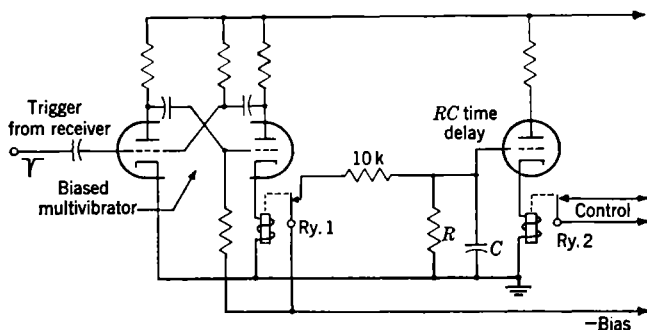 Trigger
from receiver
Biased
multivibrator
Ry. 1
10 k
R
C
RC time
delay
Control
Ry. 2
−Bias